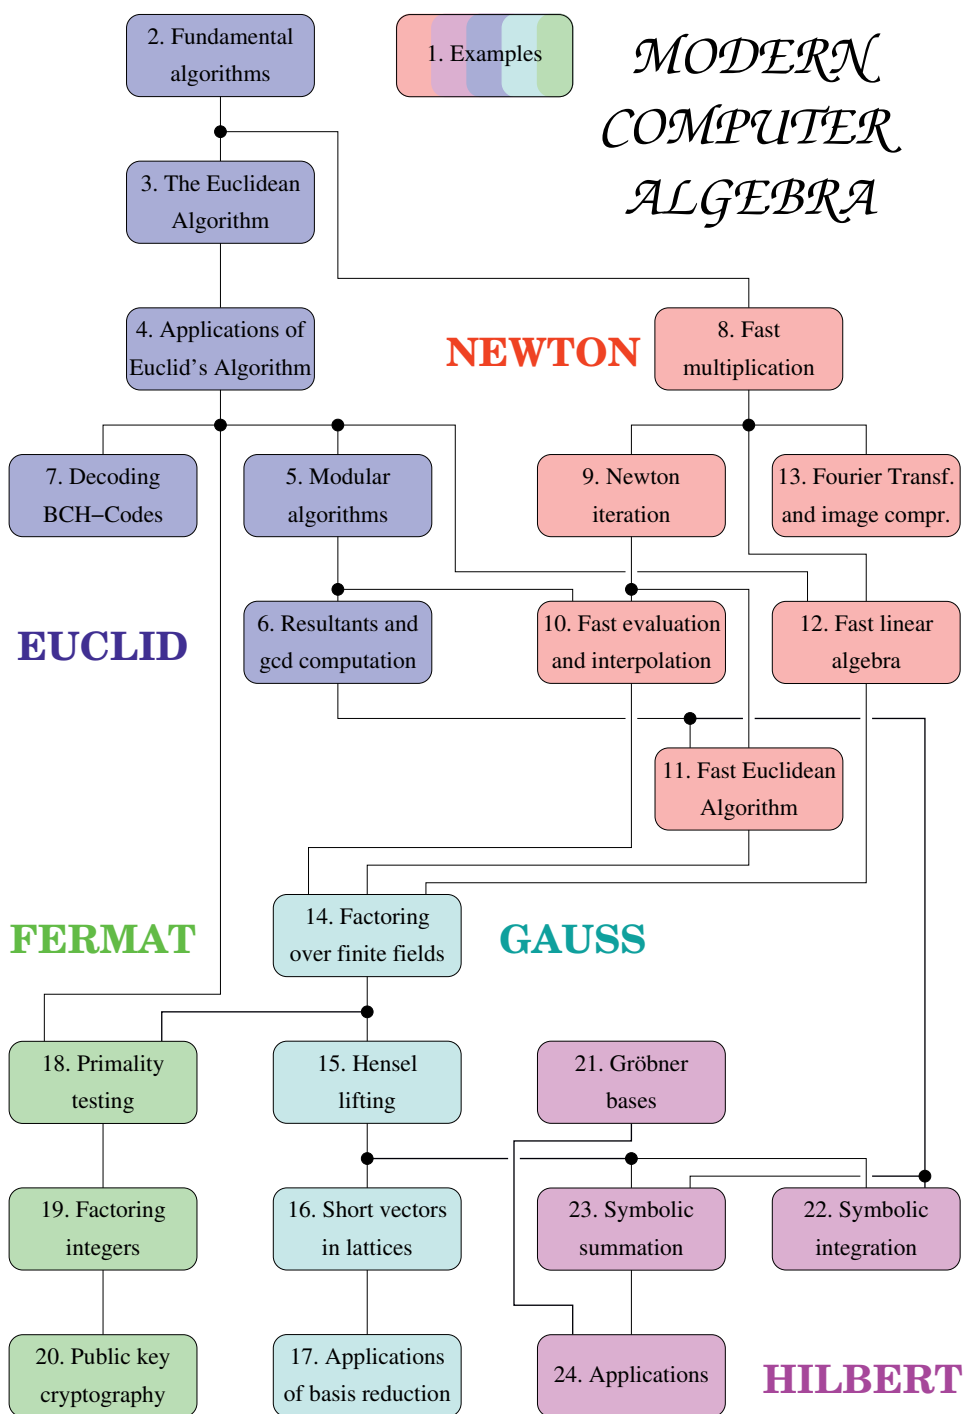 2. Fundamental
algorithms
1. Examples
MODERN
COMPUTER
ALGEBRA
3. The Euclidean
Algorithm
4. Applications of
Euclid's Algorithm
NEWTON
8. Fast
multiplication
7. Decoding
BCH−Codes
5. Modular
algorithms
9. Newton
iteration
13. Fourier Transf.
and image compr.
EUCLID
6. Resultants and
gcd computation
10. Fast evaluation
and interpolation
12. Fast linear
algebra
11. Fast Euclidean
Algorithm
FERMAT
14. Factoring
over finite fields
GAUSS
18. Primality
testing
15. Hensel
lifting
21. Gröbner
bases
19. Factoring
integers
16. Short vectors
in lattices
23. Symbolic
summation
22. Symbolic
integration
20. Public key
cryptography
17. Applications
of basis reduction
24. Applications
HILBERT